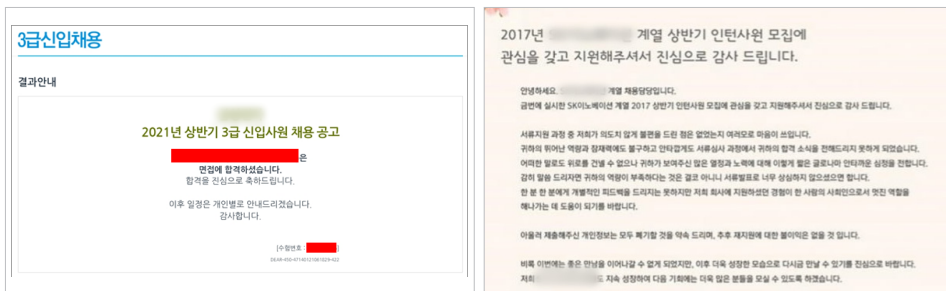 3급신입채용
결과안내
2021년 상반기 3급 신입사원 채용 공고
은
면접에 합격하셨습니다.
합격을 진심으로 축하드립니다.
이후 일정은 개인별로 안내드리겠습니다.
감사합니다.
[수험번호 : ]
2017년 계열 상반기 인턴사원 모집에
관심을 갖고 지원해주셔서 진심으로 감사 드립니다.
안녕하세요. 계열 채용담당입니다.
금번에 실시한 SK이노베이션 계열 2017 상반기 인턴사원 모집에 관심을 갖고 지원해주셔서 진심으로 감사 드립니다.
서류지원 과정 중 저희가 의도치 않게 불편을 드린 점은 없었는지 여러모로 마음이 쓰입니다.
귀하의 뛰어난 역량과 잠재력에도 불구하고 안타깝게도 서류심사 과정에서 귀하의 합격 소식을 전해드리지 못하게 되었습니다.
어떠한 말로도 위로를 건넬 수 없으나 귀하가 보여주신 많은 열정과 노력에 대해 이렇게 짧은 글로나마 안타까운 심정을 전합니다.
감히 말씀 드리자면 귀하의 역량이 부족하다는 것은 결코 아니니 서류발표로 너무 상심하지 않으셨으면 합니다.
한 분 한 분에게 개별적인 피드백을 드리지는 못하지만 저희 회사에 지원하셨던 경험이 한 사람의 사회인으로서 멋진 역할을
해나가는 데 도움이 되기를 바랍니다.
아울러 제출해주신 개인정보는 모두 폐기할 것을 약속 드리며, 추후 재지원에 대한 불이익은 없을 것 입니다.
비록 이번에는 좋은 만남을 이어나갈 수 없게 되었지만, 이후 더욱 성장한 모습으로 다시금 만날 수 있기를 진심으로 바랍니다.
저희 도 지속 성장하여 다음 기회에는 더욱 많은 분들을 모실 수 있도록 하겠습니다.